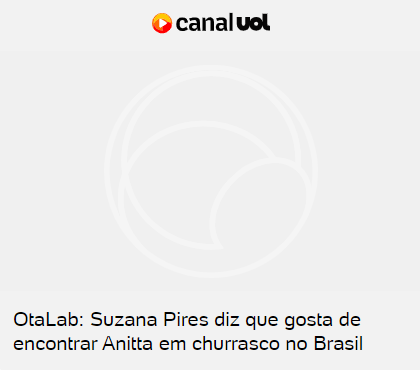 canal uol
OtaLab: Suzana Pires diz que gosta de
encontrar Anitta em churrasco no Brasil